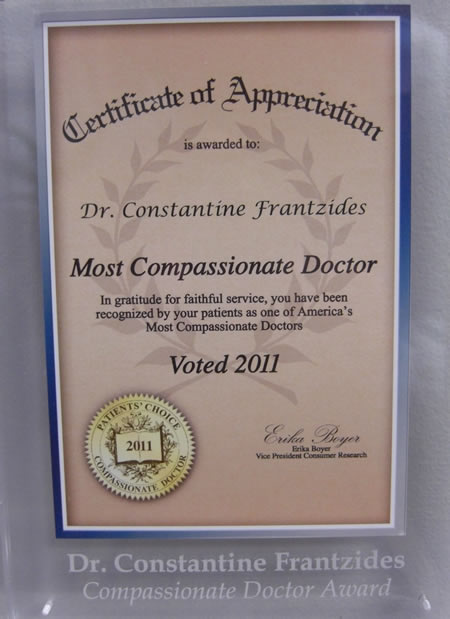 Certificate of Appreciation
is awarded to:
Dr. Constantine Frantzides
Most Compassionate Doctor
In gratitude for faithful service, you have been
recognized by your patients as one of America's
Most Compassionate Doctors
Voted 2011
PATIENTS' CHOICE
2011
COMPASSIONATE DOCTOR
Erika Boyer
Erika Boyer
Vice President Consumer Research
Dr. Constantine Frantzides
Compassionate Doctor Award